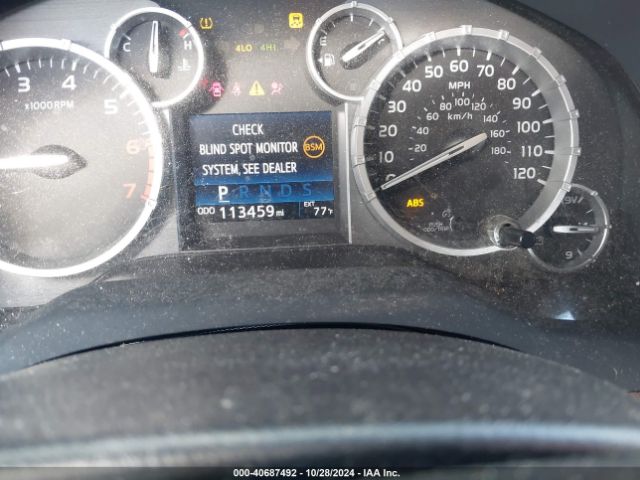 C H
E
4LO 4HI
3 4 5 6 7
x1000RPM
CHECK
BLIND SPOT MONITOR
BSM
SYSTEM, SEE DEALER
P R N D S
ODO 113459 mi
EXT 77°F
0 10 20 30 40 50 60 70 80 90 100 110 120
MPH
20 40 60 80 100 120 140 160 180
km/h
ABS
9
000-40687492 - 10/28/2024 - IAA Inc.